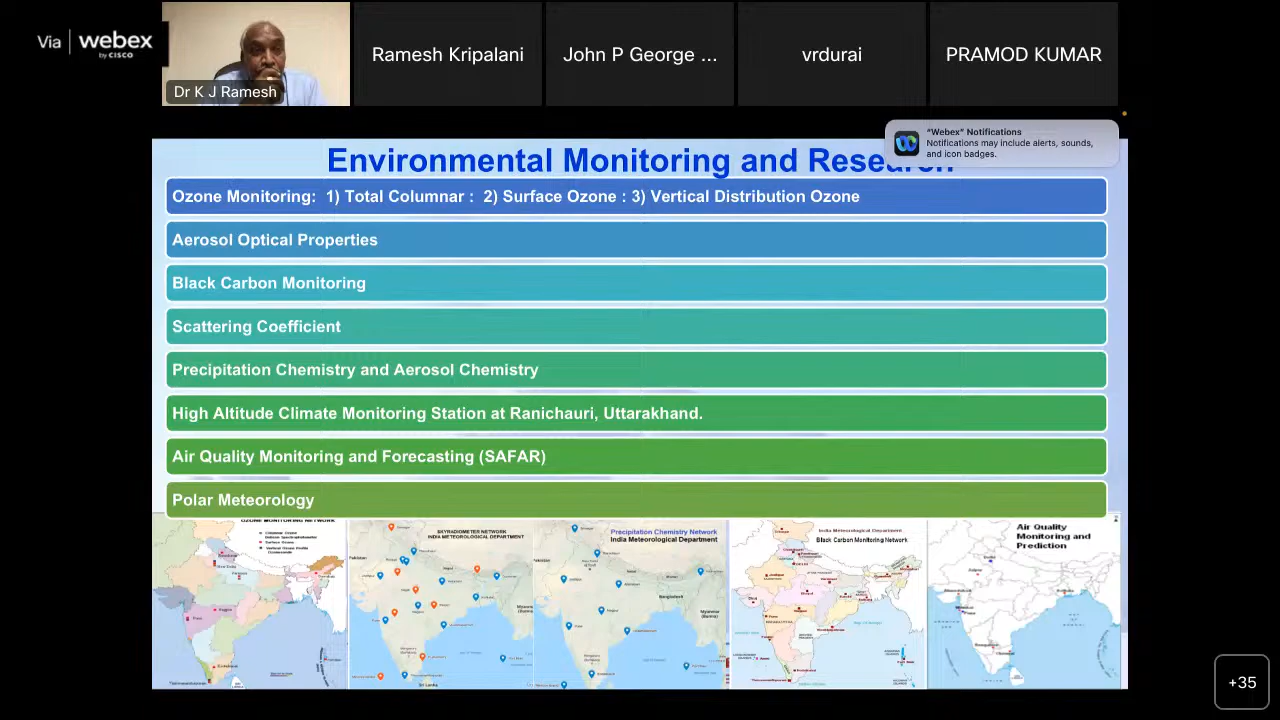 Via webex
by CISCO
Dr K J Ramesh
Ramesh Kripalani
John P George ...
vrdurai
PRAMOD KUMAR
"Webex" Notifications
Notifications may include alerts, sounds,
and icon badges.
Environmental Monitoring and Research
Ozone Monitoring: 1) Total Columnar : 2) Surface Ozone : 3) Vertical Distribution Ozone
Aerosol Optical Properties
Black Carbon Monitoring
Scattering Coefficient
Precipitation Chemistry and Aerosol Chemistry
High Altitude Climate Monitoring Station at Ranichauri, Uttarakhand.
Air Quality Monitoring and Forecasting (SAFAR)
Polar Meteorology
OZONE MONITORING NETWORK
SKYRADIOMETER NETWORK
INDIA METEOROLOGICAL DEPARTMENT
Precipitation Chemistry Network
India Meteorological Department
India Meteorological Department
Black Carbon Monitoring Network
Air Quality
Monitoring and
Prediction
+35